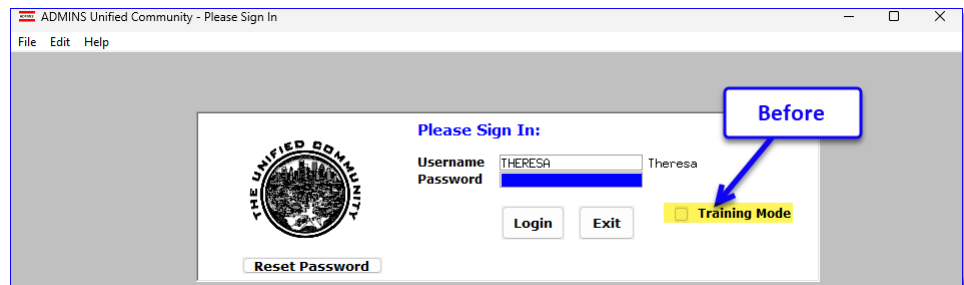 ADMINS
ADMINS Unified Community - Please Sign In
File Edit Help
Before
Please Sign In:
THE UNIFIED COMMUNITY
Username THERESA Theresa
Password
Training Mode
Login Exit
Reset Password